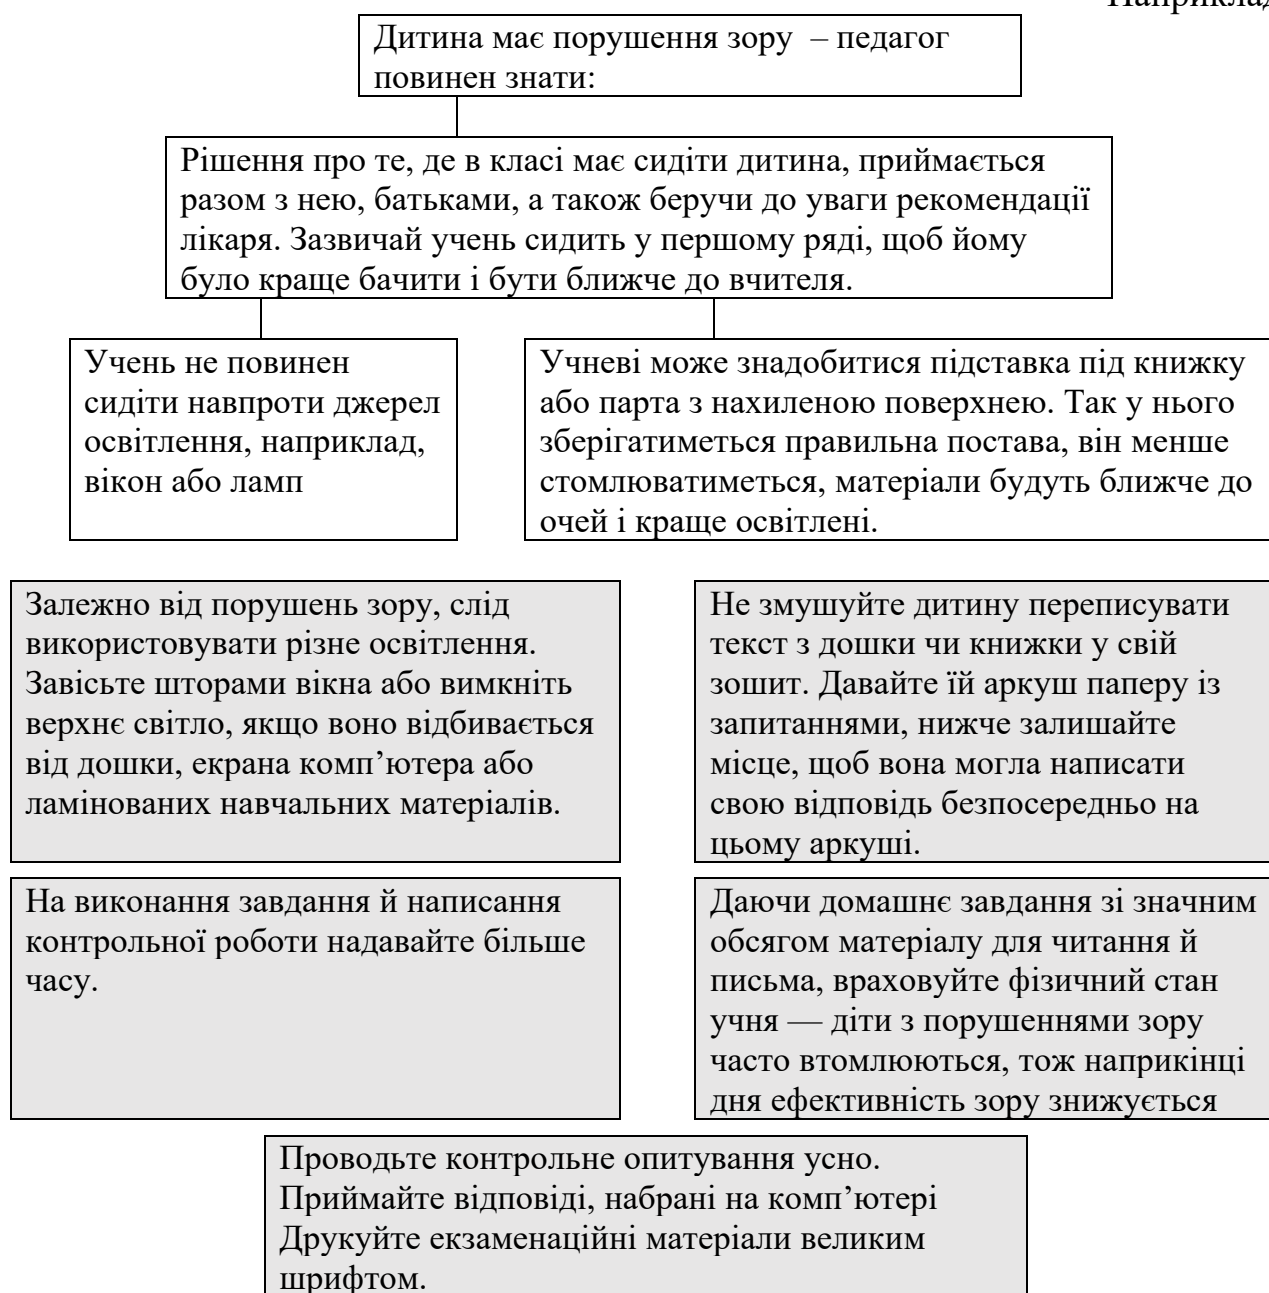 Наприклад
Дитина має порушення зору – педагог
повинен знати:
Рішення про те, де в класі має сидіти дитина, приймається
разом з нею, батьками, а також беручи до уваги рекомендації
лікаря. Зазвичай учень сидить у першому ряді, щоб йому
було краще бачити і бути ближче до вчителя.
Учень не повинен
сидіти навпроти джерел
освітлення, наприклад,
вікон або ламп
Учневі може знадобитися підставка під книжку
або парта з нахиленою поверхнею. Так у нього
зберігатиметься правильна постава, він менше
стомлюватиметься, матеріали будуть ближче до
очей і краще освітлені.
Залежно від порушень зору, слід
використовувати різне освітлення.
Завісьте шторами вікна або вимкніть
верхнє світло, якщо воно відбивається
від дошки, екрана комп’ютера або
ламінованих навчальних матеріалів.
Не змушуйте дитину переписувати
текст з дошки чи книжки у свій
зошит. Давайте їй аркуш паперу із
запитаннями, нижче залишайте
місце, щоб вона могла написати
свою відповідь безпосередньо на
цьому аркуші.
На виконання завдання й написання
контрольної роботи надавайте більше
часу.
Даючи домашнє завдання зі значним
обсягом матеріалу для читання й
письма, враховуйте фізичний стан
учня — діти з порушеннями зору
часто втомлюються, тож наприкінці
дня ефективність зору знижується
Проводьте контрольне опитування усно.
Приймайте відповіді, набрані на комп’ютері
Друкуйте екзаменаційні матеріали великим
шрифтом.